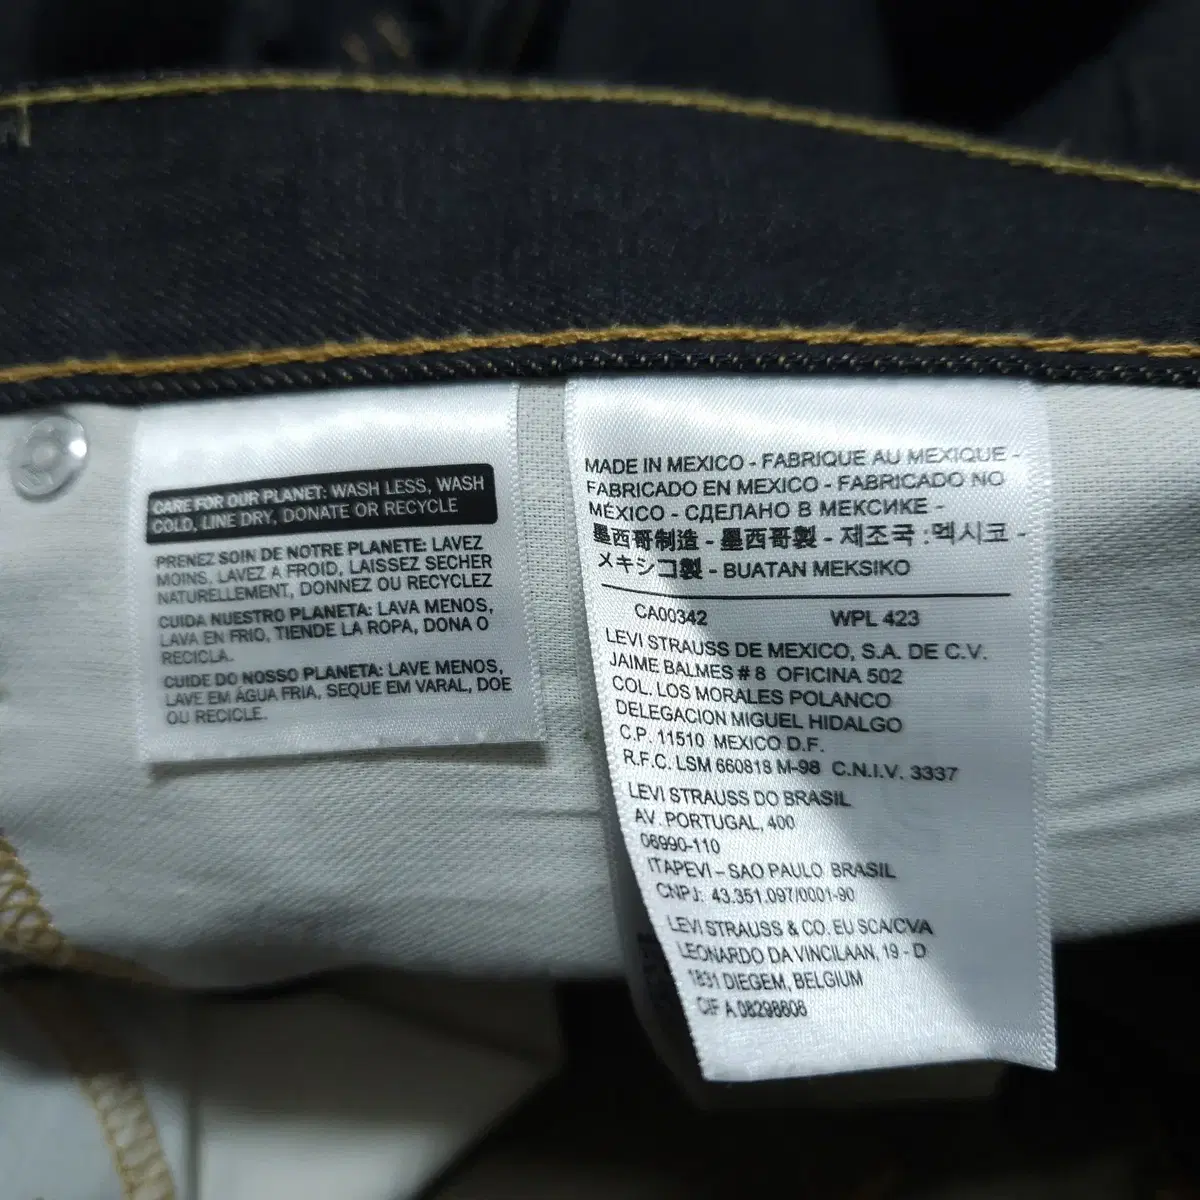 CARE FOR OUR PLANET: WASH LESS, WASH
COLD, LINE DRY, DONATE OR RECYCLE
PRENEZ SOIN DE NOTRE PLANETE: LAVEZ
MOINS, LAVEZ A FROID, LAISSEZ SECHER
NATURELLEMENT, DONNEZ OU RECYCLEZ
CUIDA NUESTRO PLANETA: LAVA MENOS,
LAVA EN FRIO, TIENDE LA ROPA, DONA O
RECICLA.
CUIDE DO NOSSO PLANETA: LAVE MENOS,
LAVE EM ÁGUA FRIA, SEQUE EM VARAL, DOE
OU RECICLE.
MADE IN MEXICO - FABRIQUE AU MEXIQUE -
FABRICADO EN MEXICO - FABRICADO NO
MÉXICO - СДЕЛАНО В МЕКСИКЕ -
墨西哥制造 - 墨西哥製 - 제조국 :멕시코 -
メキシコ製 - BUATAN MEKSIKO
CA00342 WPL 423
LEVI STRAUSS DE MEXICO, S.A. DE C.V.
JAIME BALMES # 8 OFICINA 502
COL. LOS MORALES POLANCO
DELEGACION MIGUEL HIDALGO
C.P. 11510 MEXICO D.F.
R.F.C. LSM 660818 M-98 C.N.I.V. 3337
LEVI STRAUSS DO BRASIL
AV. PORTUGAL, 400
06990-110
ITAPEVI - SAO PAULO BRASIL
CNPJ: 43.351.097/0001-90
LEVI STRAUSS & CO. EU SCA/CVA
LEONARDO DA VINCILAAN, 19 - D
1831 DIEGEM, BELGIUM
CIF A 08298808